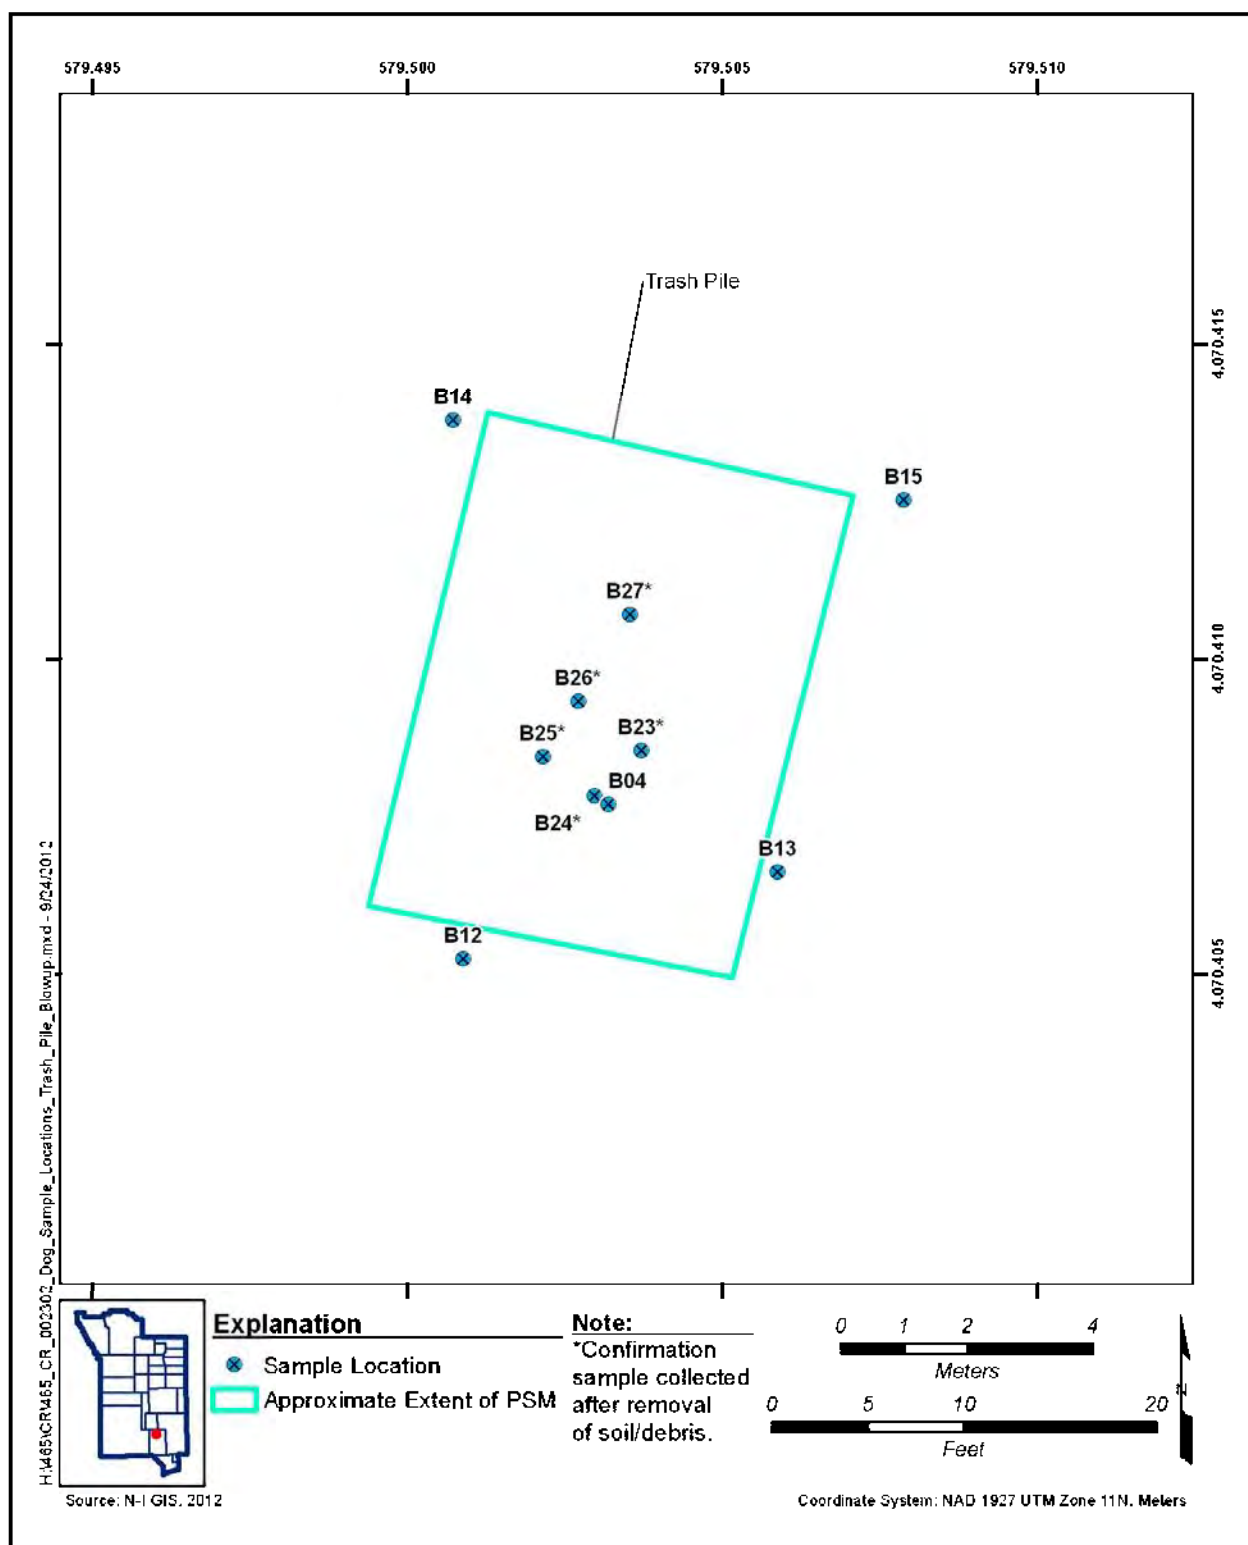 579.495 579.500 579.505 579.510
Trash Pile
4,070.415
B14
B15
B27*
4,070.410
B26*
B25*
B23*
B04
B24*
B13
B12
4,070.405
H:\465\CR\465_CR_002302_Dog_Sample_Locations_Trash_Pile_Blowup.mxd - 9/24/2012
Explanation
Sample Location
Approximate Extent of PSM
Note:
*Confirmation
sample collected
after removal
of soil/debris.
0 1 2 4
Meters
0 5 10 20
Feet
Source: N-I GIS, 2012
Coordinate System: NAD 1927 UTM Zone 11N, Meters